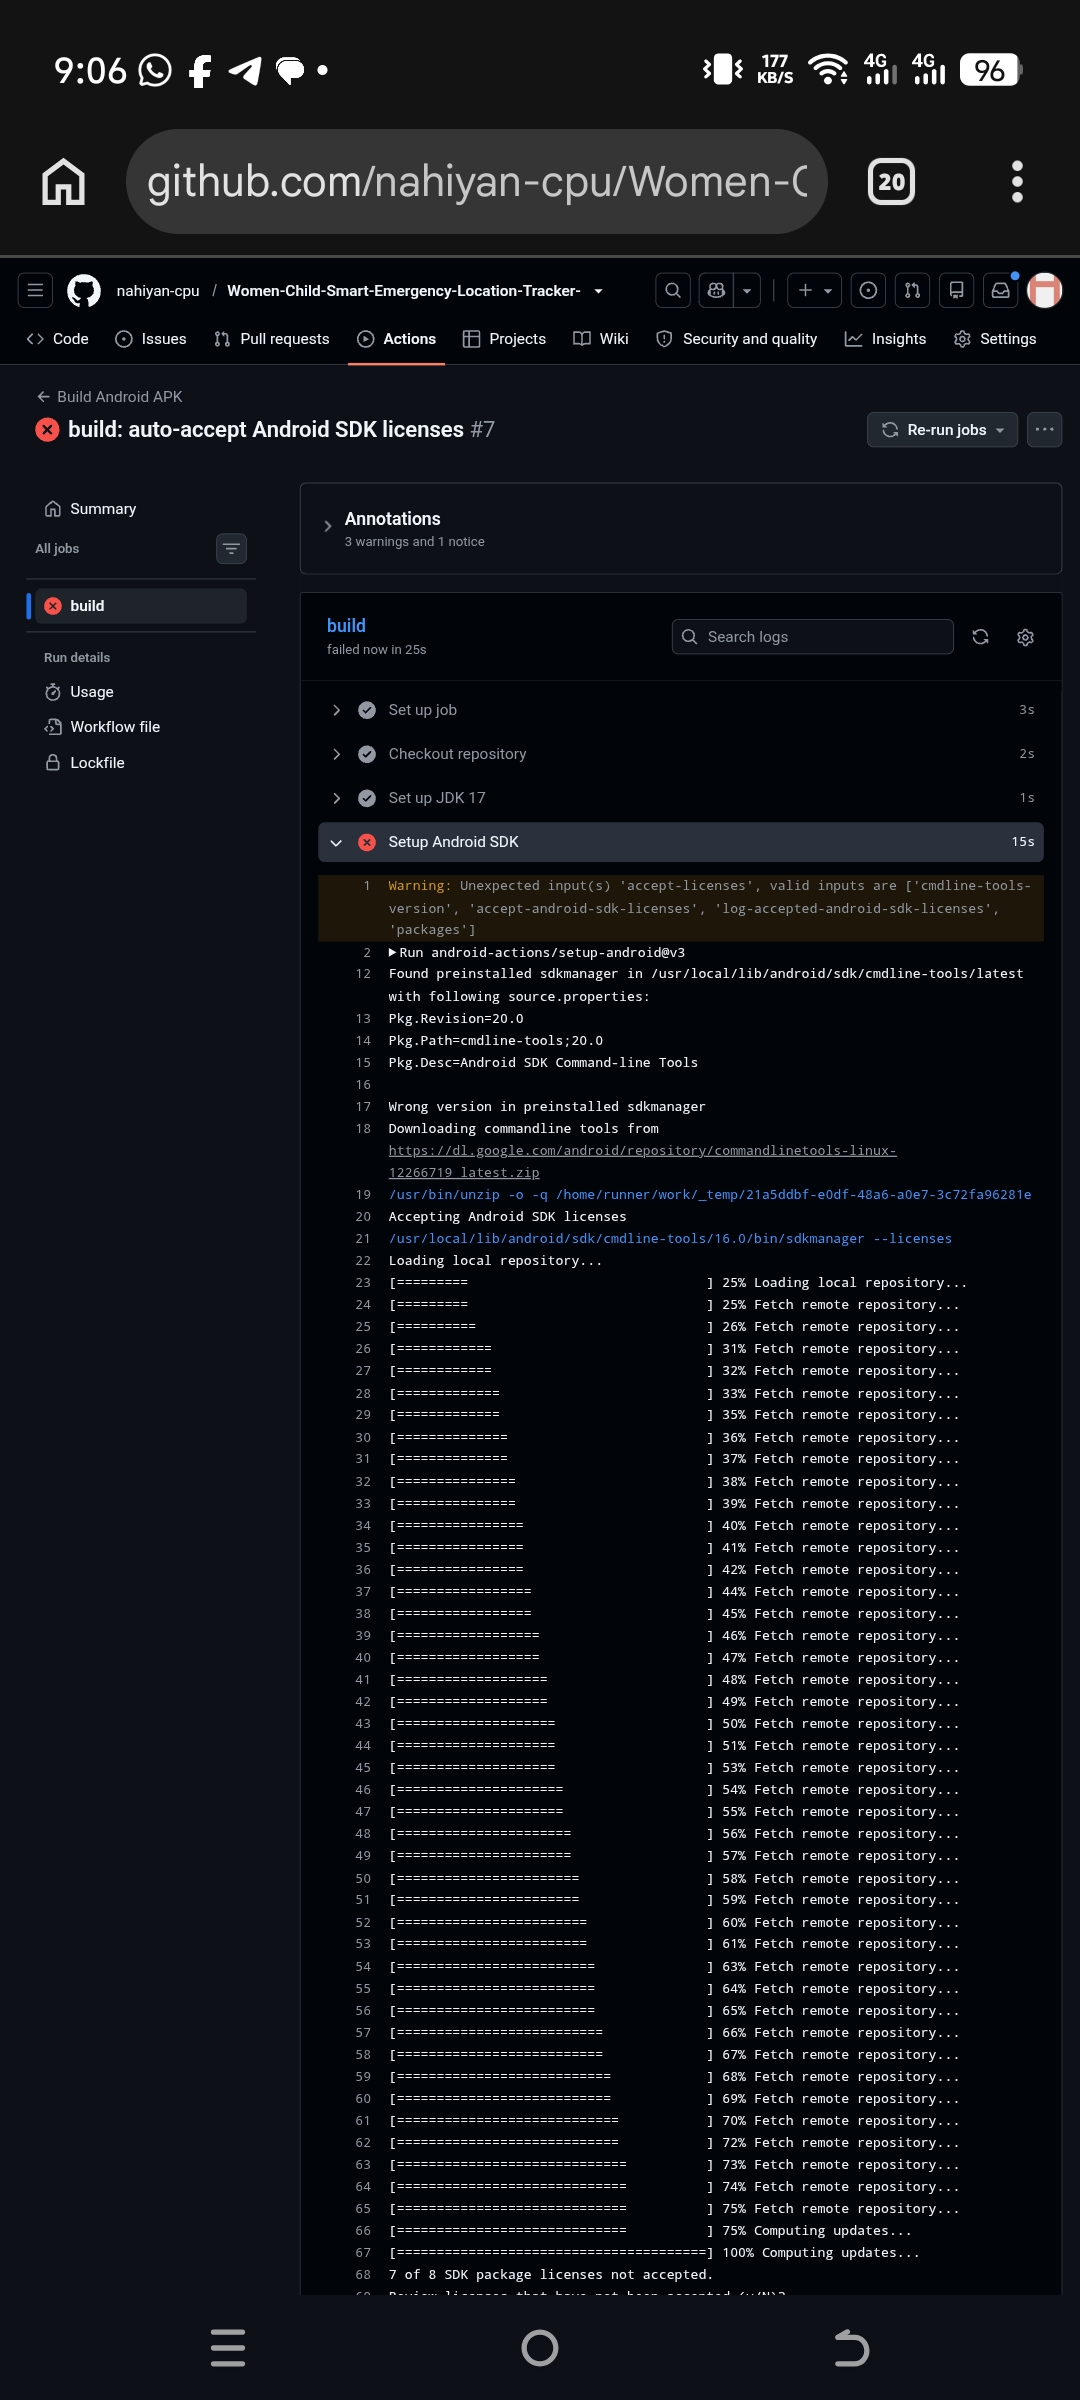 9:06
177
KB/S
4G
4G
96
github.com/nahiyan-cpu/Women-C
20
nahiyan-cpu / Women-Child-Smart-Emergency-Location-Tracker-
Code
Issues
Pull requests
Actions
Projects
Wiki
Security and quality
Insights
Settings
Build Android APK
build: auto-accept Android SDK licenses #7
Re-run jobs
Summary
All jobs
build
Run details
Usage
Workflow file
Lockfile
Annotations
3 warnings and 1 notice
build
failed now in 25s
Search logs
Set up job 3s
Checkout repository 2s
Set up JDK 17 1s
Setup Android SDK 15s
1 Warning: Unexpected input(s) 'accept-licenses', valid inputs are ['cmdline-tools-
version', 'accept-android-sdk-licenses', 'log-accepted-android-sdk-licenses',
'packages']
2 Run android-actions/setup-android@v3
12 Found preinstalled sdkmanager in /usr/local/lib/android/sdk/cmdline-tools/latest
with following source.properties:
13 Pkg.Revision=20.0
14 Pkg.Path=cmdline-tools;20.0
15 Pkg.Desc=Android SDK Command-line Tools
16
17 Wrong version in preinstalled sdkmanager
18 Downloading commandline tools from
https://dl.google.com/android/repository/commandlinetools-linux-
12266719_latest.zip
19 /usr/bin/unzip -o -q /home/runner/work/_temp/21a5ddbf-e0df-48a6-a0e7-3c72fa96281e
20 Accepting Android SDK licenses
21 /usr/local/lib/android/sdk/cmdline-tools/16.0/bin/sdkmanager --licenses
22 Loading local repository...
23 [========= ] 25% Loading local repository...
24 [========= ] 25% Fetch remote repository...
25 [========== ] 26% Fetch remote repository...
26 [============ ] 31% Fetch remote repository...
27 [============ ] 32% Fetch remote repository...
28 [============= ] 33% Fetch remote repository...
29 [============= ] 35% Fetch remote repository...
30 [============== ] 36% Fetch remote repository...
31 [============== ] 37% Fetch remote repository...
32 [=============== ] 38% Fetch remote repository...
33 [=============== ] 39% Fetch remote repository...
34 [================ ] 40% Fetch remote repository...
35 [================ ] 41% Fetch remote repository...
36 [================ ] 42% Fetch remote repository...
37 [================= ] 44% Fetch remote repository...
38 [================= ] 45% Fetch remote repository...
39 [================== ] 46% Fetch remote repository...
40 [================== ] 47% Fetch remote repository...
41 [=================== ] 48% Fetch remote repository...
42 [=================== ] 49% Fetch remote repository...
43 [==================== ] 50% Fetch remote repository...
44 [==================== ] 51% Fetch remote repository...
45 [==================== ] 53% Fetch remote repository...
46 [===================== ] 54% Fetch remote repository...
47 [===================== ] 55% Fetch remote repository...
48 [====================== ] 56% Fetch remote repository...
49 [====================== ] 57% Fetch remote repository...
50 [======================= ] 58% Fetch remote repository...
51 [======================= ] 59% Fetch remote repository...
52 [======================== ] 60% Fetch remote repository...
53 [======================== ] 61% Fetch remote repository...
54 [========================= ] 63% Fetch remote repository...
55 [========================= ] 64% Fetch remote repository...
56 [========================= ] 65% Fetch remote repository...
57 [========================== ] 66% Fetch remote repository...
58 [========================== ] 67% Fetch remote repository...
59 [=========================== ] 68% Fetch remote repository...
60 [=========================== ] 69% Fetch remote repository...
61 [============================ ] 70% Fetch remote repository...
62 [============================ ] 72% Fetch remote repository...
63 [============================= ] 73% Fetch remote repository...
64 [============================= ] 74% Fetch remote repository...
65 [============================= ] 75% Fetch remote repository...
66 [============================= ] 75% Computing updates...
67 [=======================================] 100% Computing updates...
68 7 of 8 SDK package licenses not accepted.
69 Review licenses that have not been accepted (y/N)?